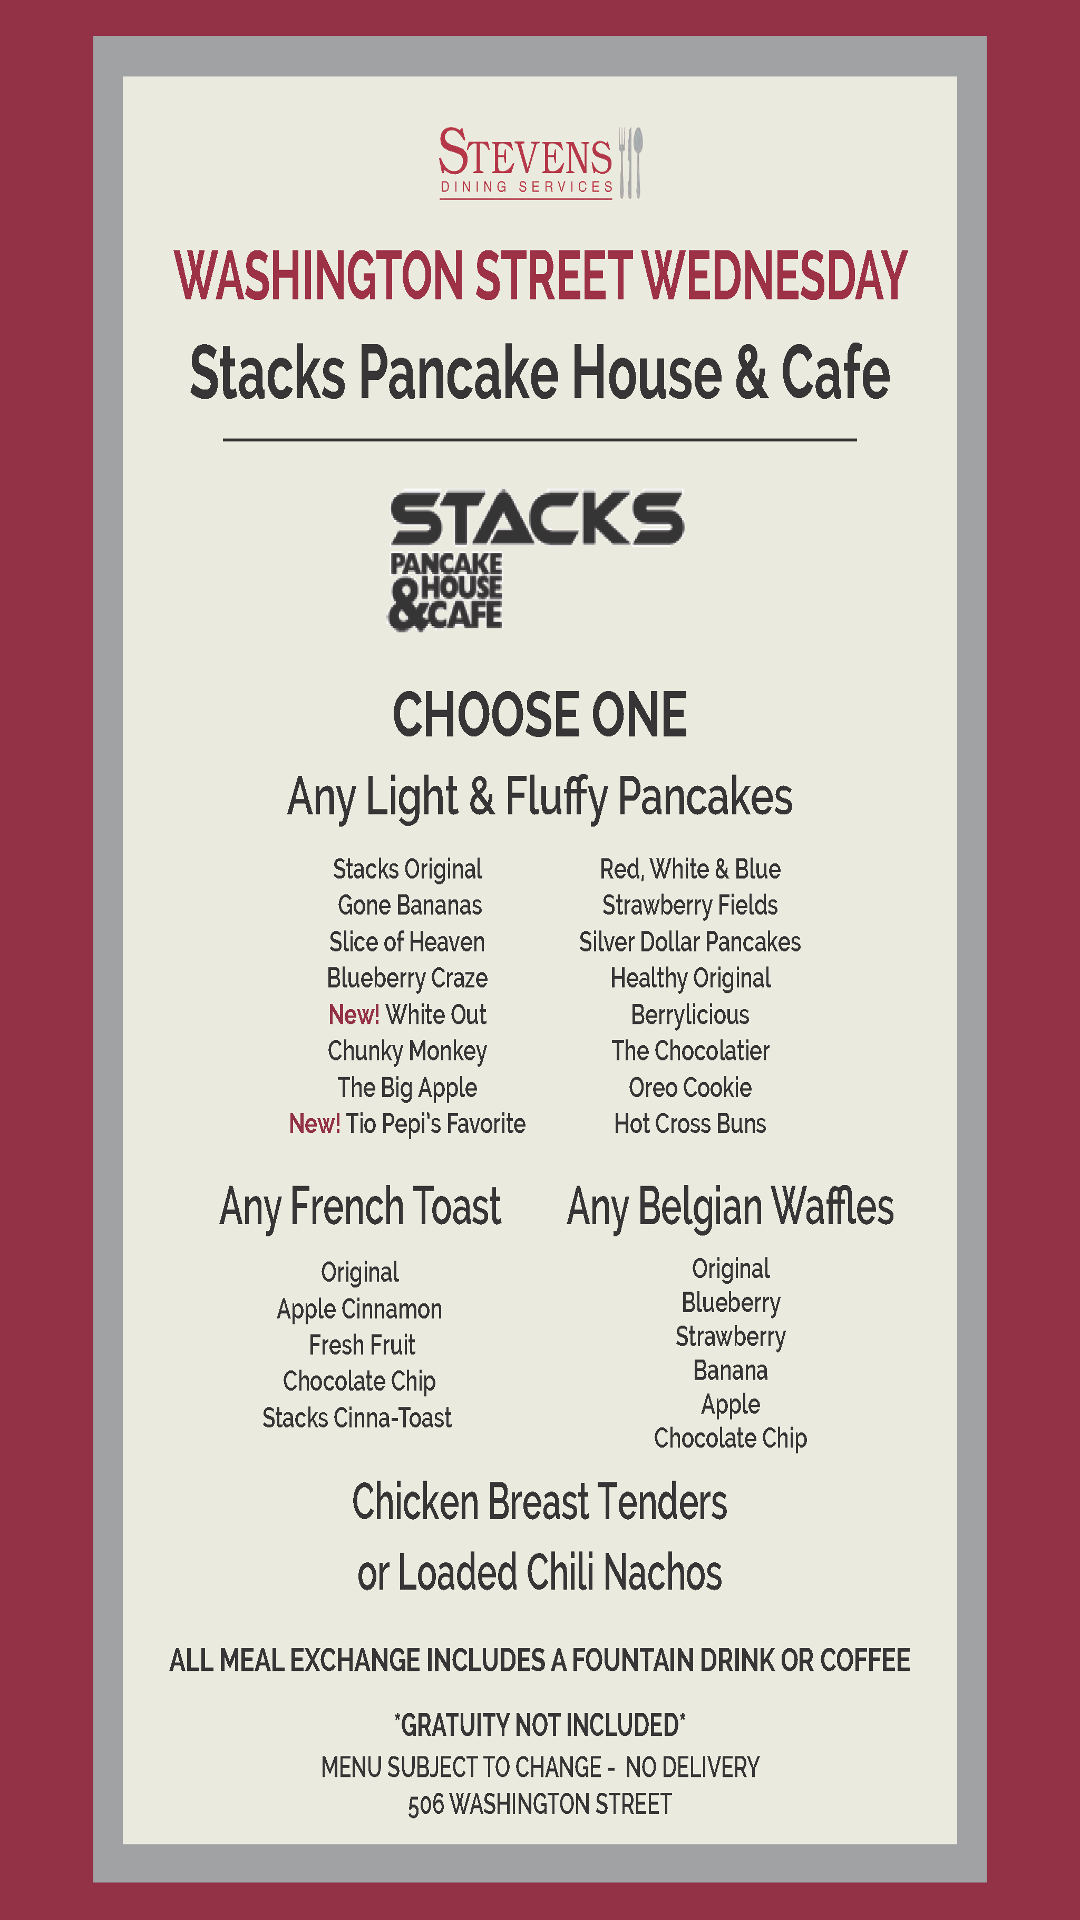 STEVENS
DINING SERVICES
WASHINGTON STREET WEDNESDAY
Stacks Pancake House & Cafe
STACKS
PANCAKE
HOUSE
&CAFE
CHOOSE ONE
Any Light & Fluffy Pancakes
Stacks Original
Gone Bananas
Slice of Heaven
Blueberry Craze
New! White Out
Chunky Monkey
The Big Apple
New! Tio Pepi's Favorite
Red, White & Blue
Strawberry Fields
Silver Dollar Pancakes
Healthy Original
Berrylicious
The Chocolatier
Oreo Cookie
Hot Cross Buns
Any French Toast
Original
Apple Cinnamon
Fresh Fruit
Chocolate Chip
Stacks Cinna-Toast
Any Belgian Waffles
Original
Blueberry
Strawberry
Banana
Apple
Chocolate Chip
Chicken Breast Tenders
or Loaded Chili Nachos
ALL MEAL EXCHANGE INCLUDES A FOUNTAIN DRINK OR COFFEE
*GRATUITY NOT INCLUDED*
MENU SUBJECT TO CHANGE - NO DELIVERY
506 WASHINGTON STREET